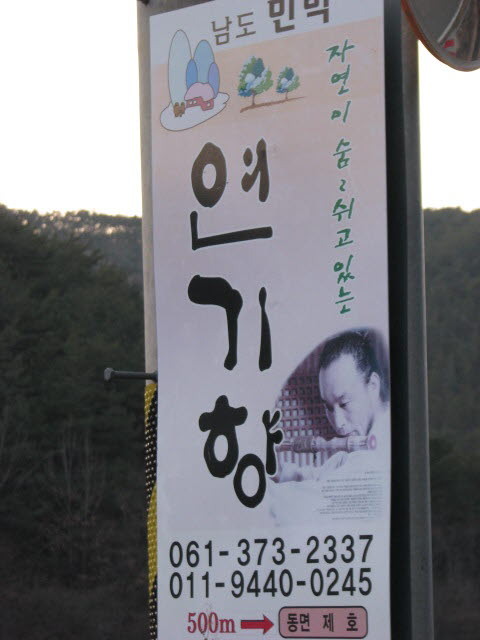 남도 민박
자연이 숨쉬고 있는
연기향
061-373-2337
011-9440-0245
500m → 동면 제호